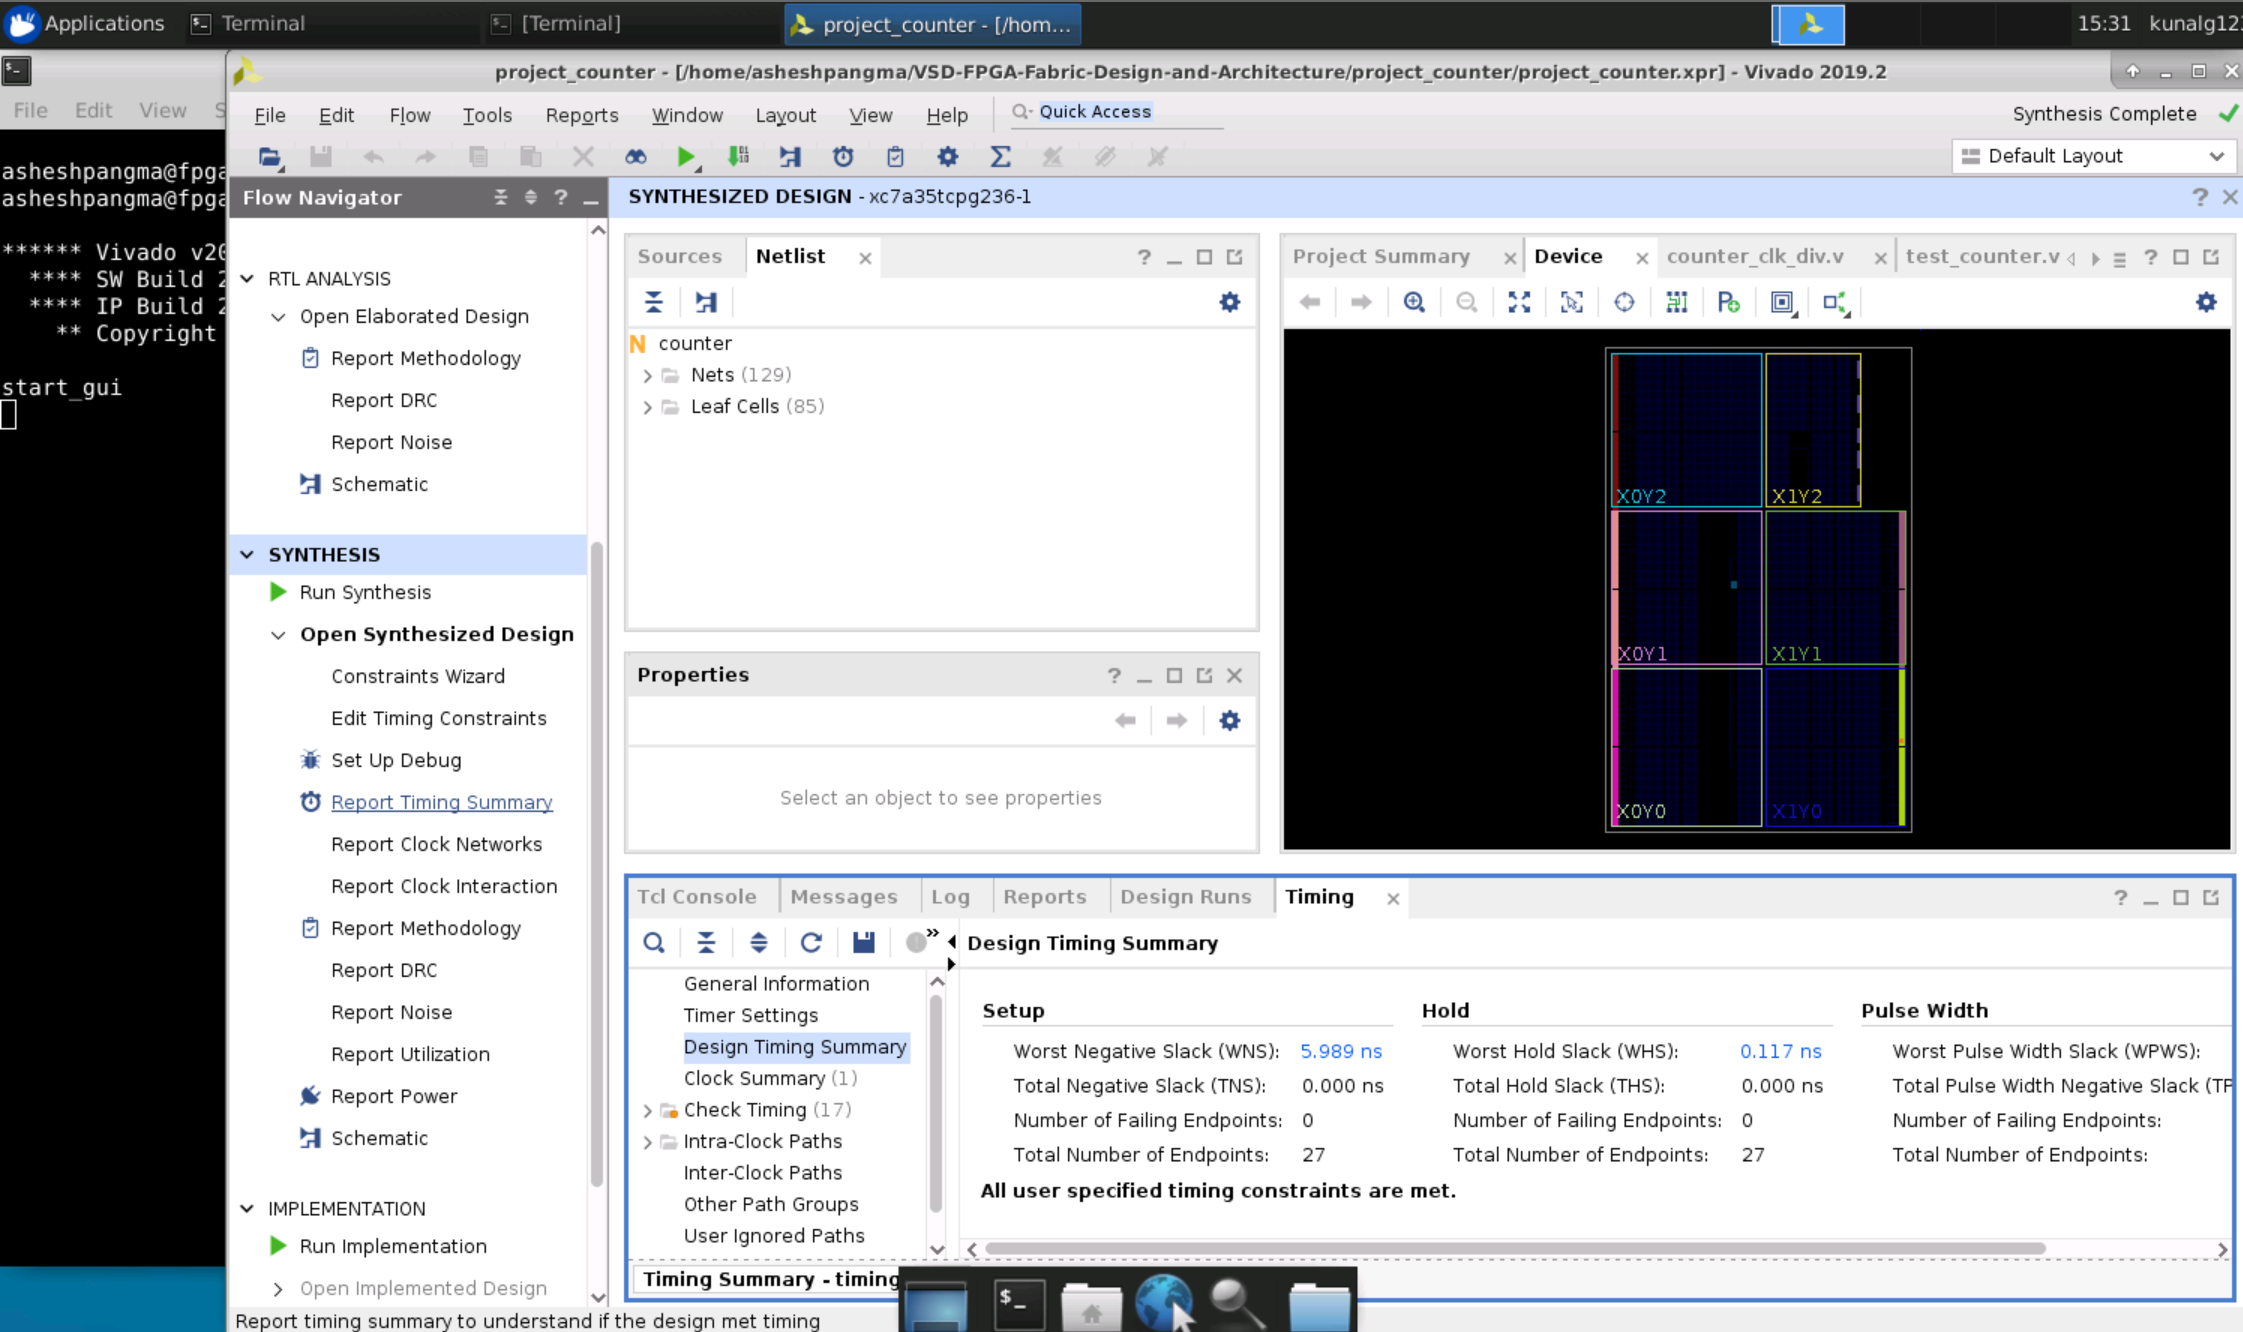 Applications
Terminal
[Terminal]
project_counter - [/hom...
15:31
kunalg12
project_counter - [/home/asheshpangma/VSD-FPGA-Fabric-Design-and-Architecture/project_counter/project_counter.xpr] - Vivado 2019.2
File Edit View S
File Edit Flow Tools Reports Window Layout View Help
Quick Access
Synthesis Complete
Default Layout
asheshpangma@fpga
asheshpangma@fpga
****** Vivado v20
**** SW Build 2
**** IP Build 2
** Copyright
start_gui
Flow Navigator
RTL ANALYSIS
Open Elaborated Design
Report Methodology
Report DRC
Report Noise
Schematic
SYNTHESIS
Run Synthesis
Open Synthesized Design
Constraints Wizard
Edit Timing Constraints
Set Up Debug
Report Timing Summary
Report Clock Networks
Report Clock Interaction
Report Methodology
Report DRC
Report Noise
Report Utilization
Report Power
Schematic
IMPLEMENTATION
Run Implementation
Open Implemented Design
Report timing summary to understand if the design met timing
SYNTHESIZED DESIGN - xc7a35tcpg236-1
Sources
Netlist
N counter
Nets (129)
Leaf Cells (85)
Properties
Select an object to see properties
Project Summary
Device
counter_clk_div.v
test_counter.v
X0Y2
X1Y2
X0Y1
X1Y1
X0Y0
X1Y0
Tcl Console
Messages
Log
Reports
Design Runs
Timing
Design Timing Summary
General Information
Timer Settings
Design Timing Summary
Clock Summary (1)
Check Timing (17)
Intra-Clock Paths
Inter-Clock Paths
Other Path Groups
User Ignored Paths
Timing Summary - timing
Setup
Worst Negative Slack (WNS): 5.989 ns
Total Negative Slack (TNS): 0.000 ns
Number of Failing Endpoints: 0
Total Number of Endpoints: 27
Hold
Worst Hold Slack (WHS): 0.117 ns
Total Hold Slack (THS): 0.000 ns
Number of Failing Endpoints: 0
Total Number of Endpoints: 27
Pulse Width
Worst Pulse Width Slack (WPWS):
Total Pulse Width Negative Slack (TP
Number of Failing Endpoints:
Total Number of Endpoints:
All user specified timing constraints are met.